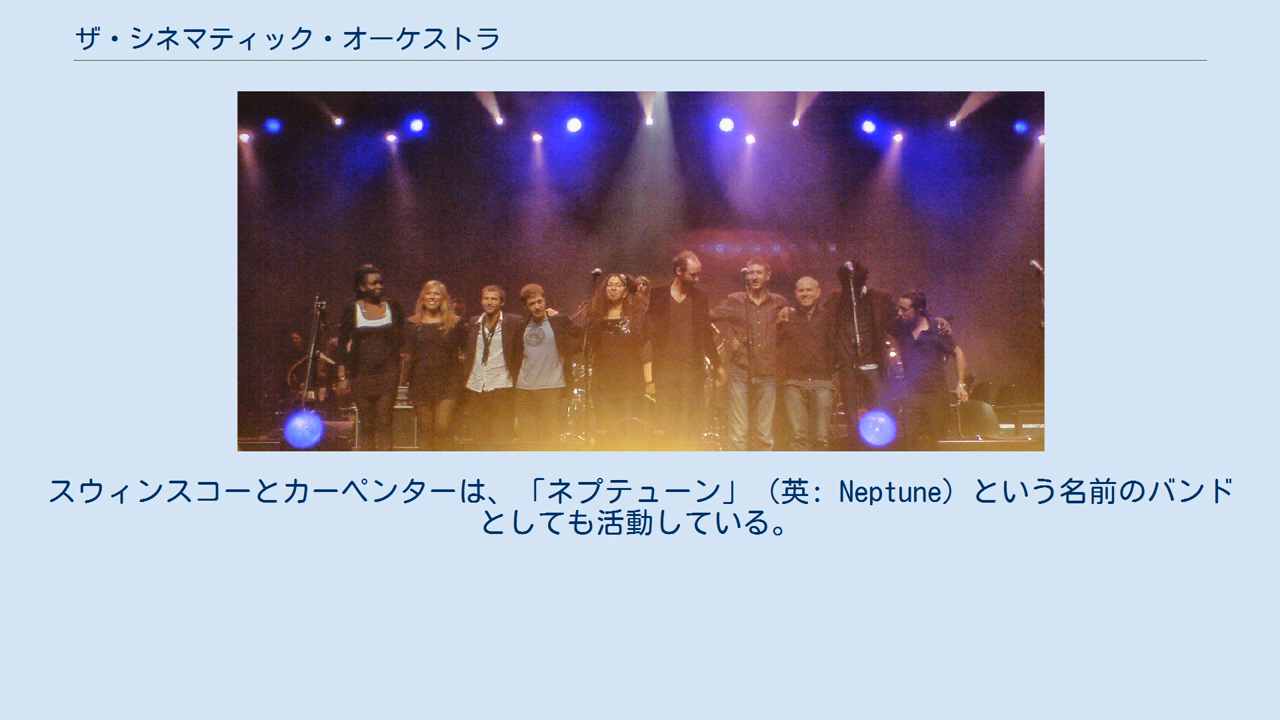 ザ・シネマティック・オーケストラ
スウィンスコーとカーペンターは、「ネプテューン」（英: Neptune）という名前のバンド
としても活動している。